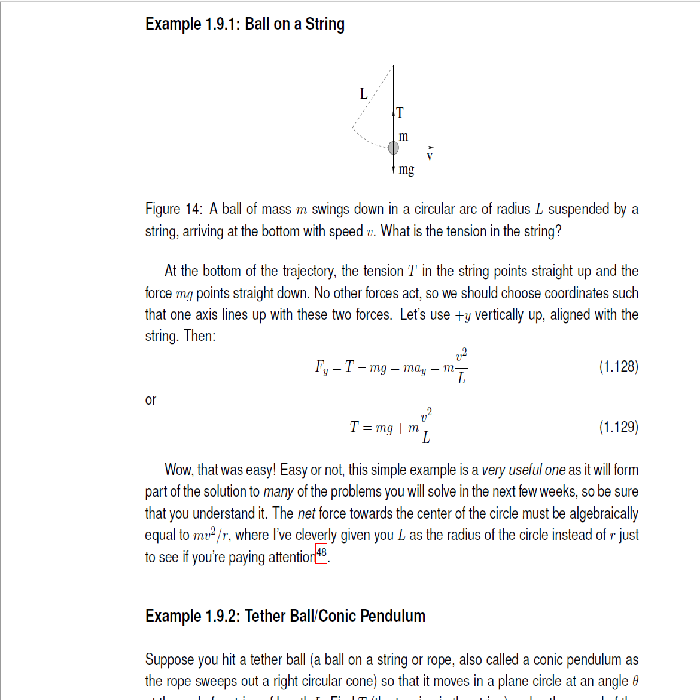 Example 1.9.1: Ball on a String
L
T
m
v
mg
Figure 14: A ball of mass m swings down in a circular arc of radius L suspended by a
string, arriving at the bottom with speed v. What is the tension in the string?
At the bottom of the trajectory, the tension T in the string points straight up and the
force mg points straight down. No other forces act, so we should choose coordinates such
that one axis lines up with these two forces. Let's use +y vertically up, aligned with the
string. Then:
F_y = T − mg = ma_y = m v²/L (1.128)
or
T = mg + m v²/L (1.129)
Wow, that was easy! Easy or not, this simple example is a very useful one as it will form
part of the solution to many of the problems you will solve in the next few weeks, so be sure
that you understand it. The net force towards the center of the circle must be algebraically
equal to mv²/r, where I've cleverly given you L as the radius of the circle instead of r just
to see if you're paying attention48.
Example 1.9.2: Tether Ball/Conic Pendulum
Suppose you hit a tether ball (a ball on a string or rope, also called a conic pendulum as
the rope sweeps out a right circular cone) so that it moves in a plane circle at an angle θ